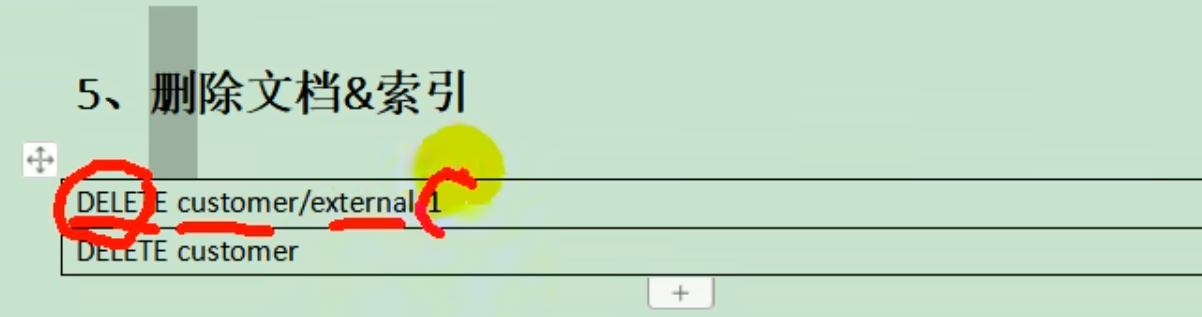 5、删除文档&索引
DELETE customer/external/1
DELETE customer